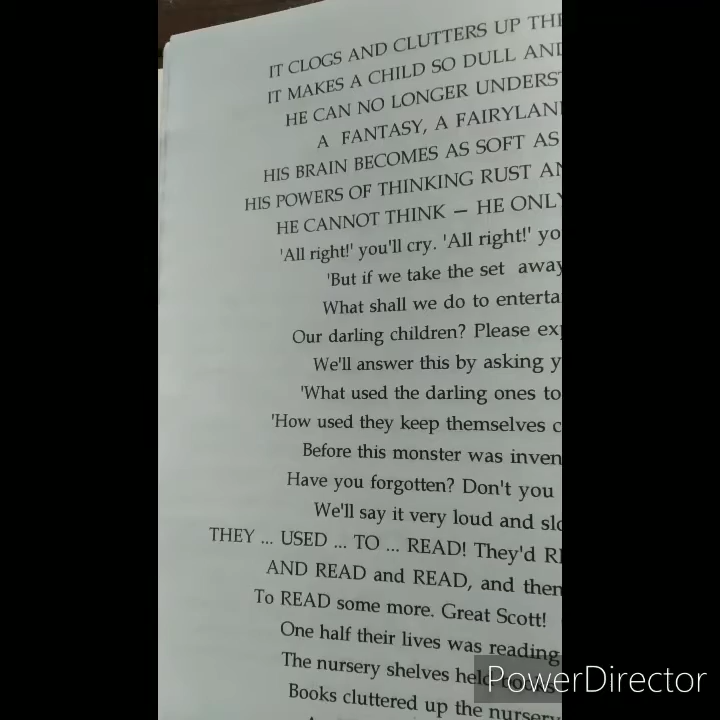 IT CLOGS AND CLUTTERS UP THE
IT MAKES A CHILD SO DULL AND
HE CAN NO LONGER UNDERST
A FANTASY, A FAIRYLAN
HIS BRAIN BECOMES AS SOFT AS
HIS POWERS OF THINKING RUST AN
HE CANNOT THINK — HE ONLY
'All right!' you'll cry. 'All right!' yo
'But if we take the set away
What shall we do to enterta
Our darling children? Please ex
We'll answer this by asking y
'What used the darling ones to
'How used they keep themselves c
Before this monster was inven
Have you forgotten? Don't you
We'll say it very loud and slo
THEY ... USED ... TO ... READ! They'd R
AND READ and READ, and then
To READ some more. Great Scott!
One half their lives was reading
The nursery shelves held books
Books cluttered up the nursery
PowerDirector